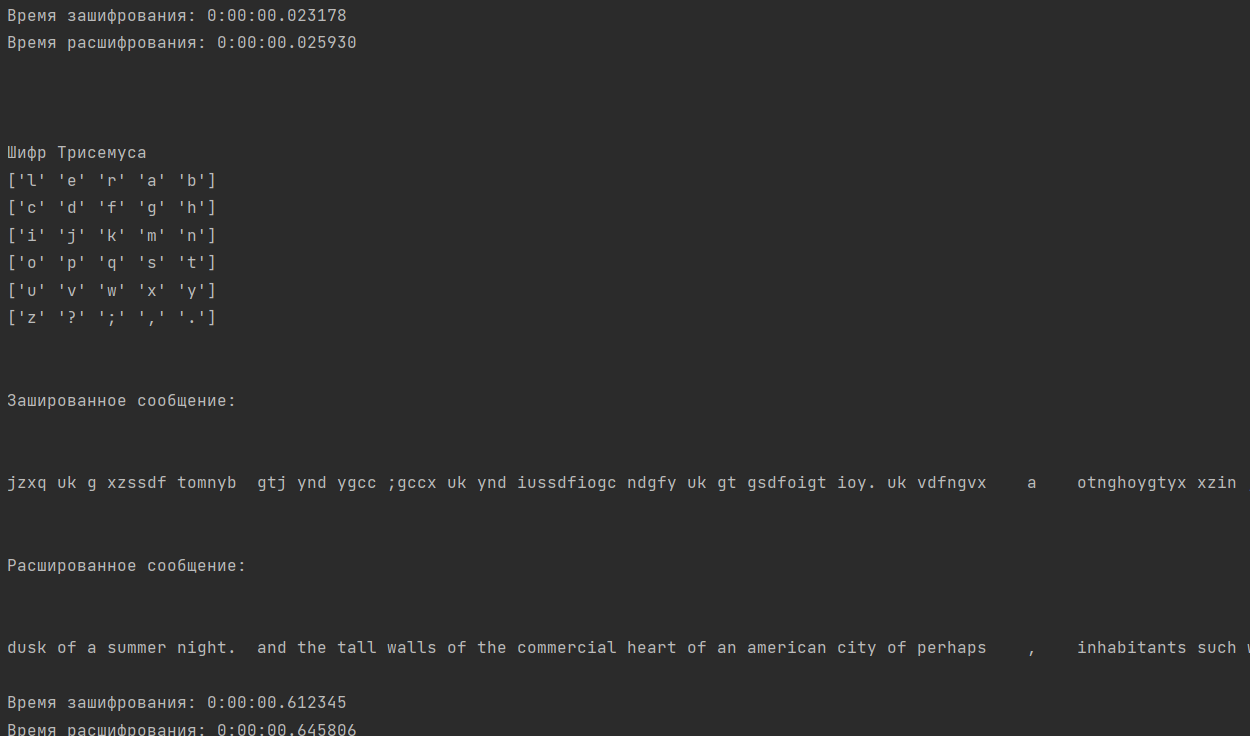 Время зашифрования: 0:00:00.023178
Время расшифрования: 0:00:00.025930
Шифр Трисемуса
['l' 'e' 'r' 'a' 'b']
['c' 'd' 'f' 'g' 'h']
['i' 'j' 'k' 'm' 'n']
['o' 'p' 'q' 's' 't']
['u' 'v' 'w' 'x' 'y']
['z' '?' ';' ',' '.']
Зашированное сообщение:
jzxq uk g xzssdf tomnyb  gtj ynd ygcc ;gccx uk ynd iussdfiogc ndgfy uk gt gsdfoigt ioy. uk vdfngvx    a    otnghoygtyx xzin
Расшированное сообщение:
dusk of a summer night.  and the tall walls of the commercial heart of an american city of perhaps    ,    inhabitants such w
Время зашифрования: 0:00:00.612345
Время расшифрования: 0:00:00.645806